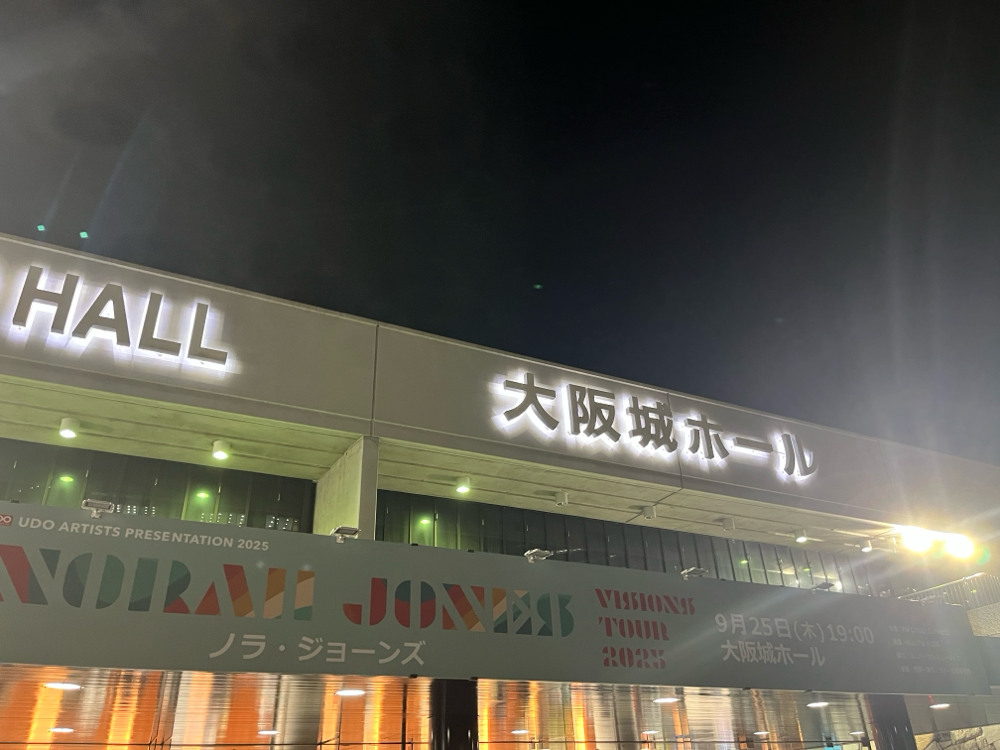 HALL
大阪城ホール
UDO ARTISTS PRESENTATION 2025
NORAH JONES
ノラ・ジョーンズ
VISIONS
TOUR
2025
9月25日(木)19:00
大阪城ホール